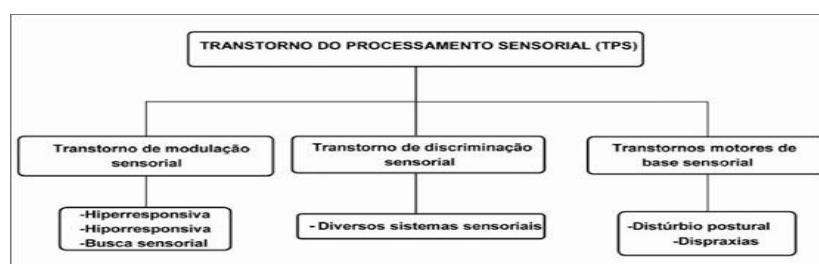 TRANSTORNO DO PROCESSAMENTO SENSORIAL (TPS)
Transtorno de modulação
sensorial
Transtorno de discriminação
sensorial
Transtornos motores de
base sensorial
-Hiperresponsiva
-Hiporresponsiva
-Busca sensorial
- Diversos sistemas sensoriais
-Distúrbio postural
-Dispraxias